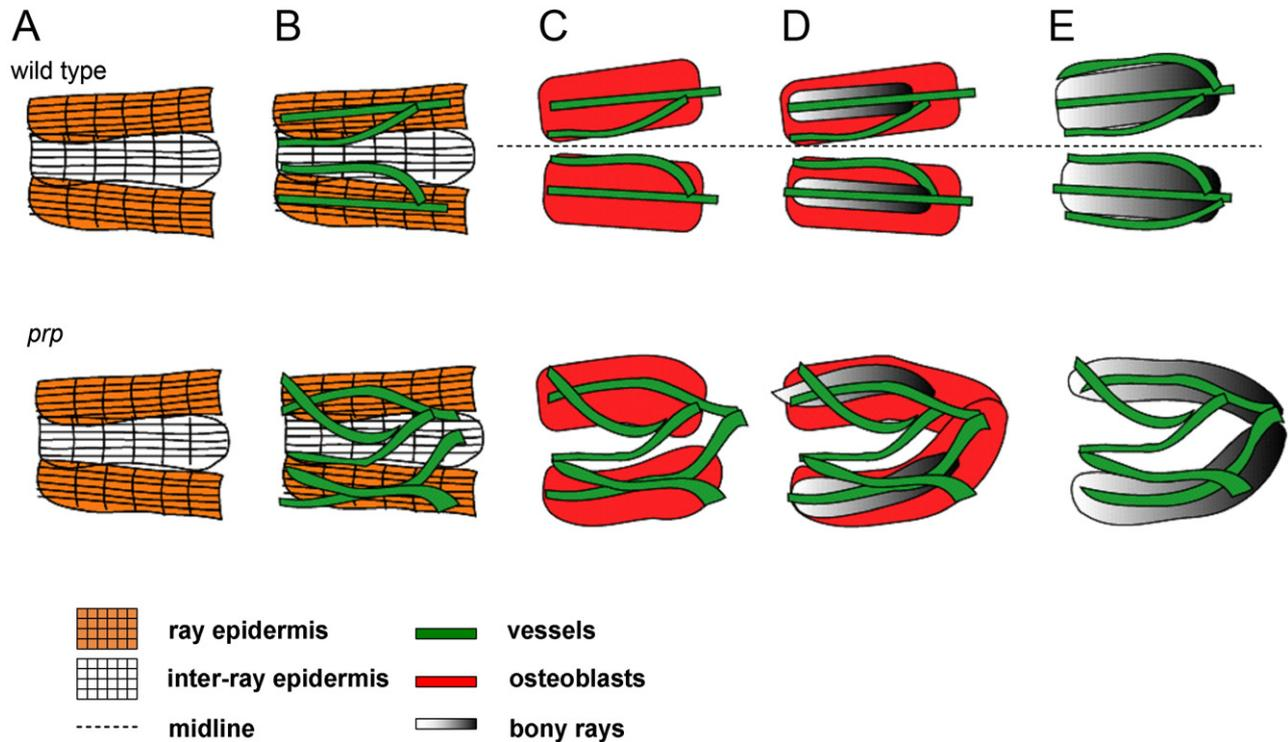 A B C D E
wild type
prp
ray epidermis vessels
inter-ray epidermis osteoblasts
midline bony rays